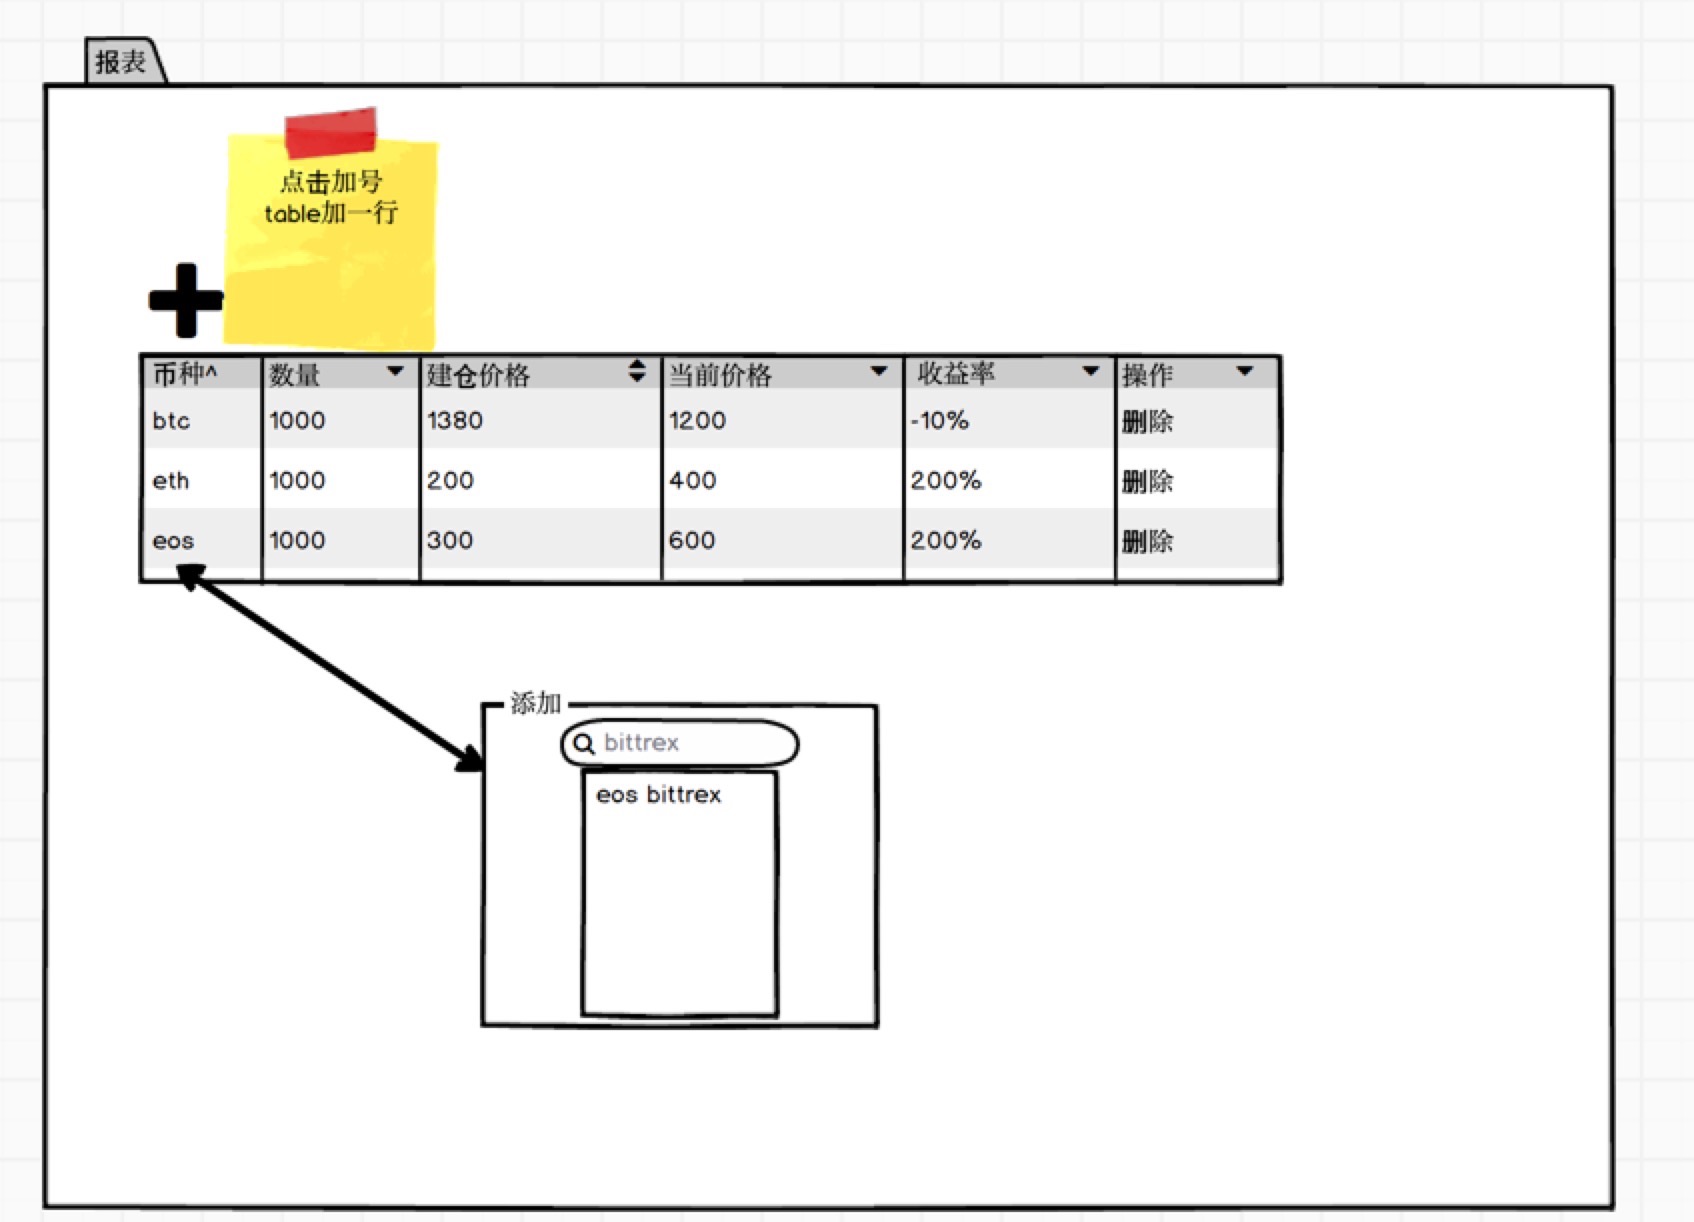 报表
点击加号
table加一行
币种^ 数量 建仓价格 当前价格 收益率 操作
btc 1000 1380 1200 -10% 删除
eth 1000 200 400 200% 删除
eos 1000 300 600 200% 删除
添加
bittrex
eos bittrex